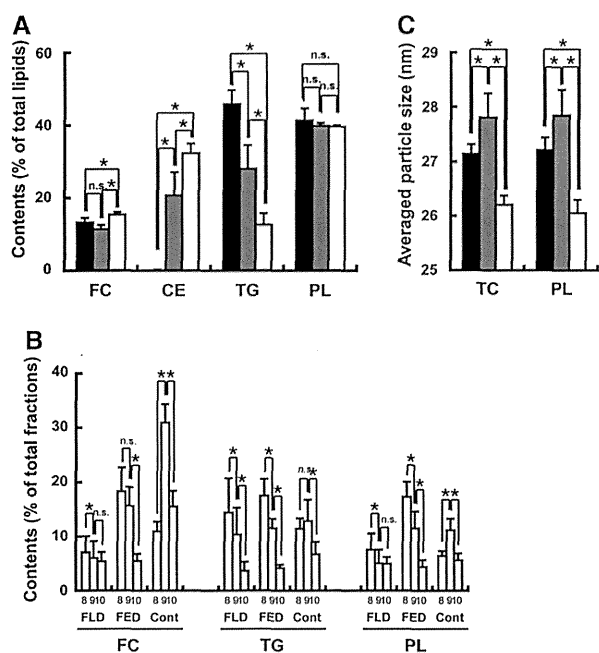 A
Contents (% of total lipids)
60
40
20
0
* n.s. *
* * *
* * *
n.s. n.s. n.s.
FC CE TG PL
C
Averaged particle size (nm)
29
28
27
26
25
* * *
* * *
TC PL
B
Contents (% of total fractions)
40
30
20
10
0
* n.s. n.s. * * *
* * * * n.s. *
* n.s. * * * *
8 9 10 8 9 10 8 9 10 8 9 10 8 9 10 8 9 10 8 9 10 8 9 10 8 9 10
FLD FED Cont FLD FED Cont FLD FED Cont
FC TG PL